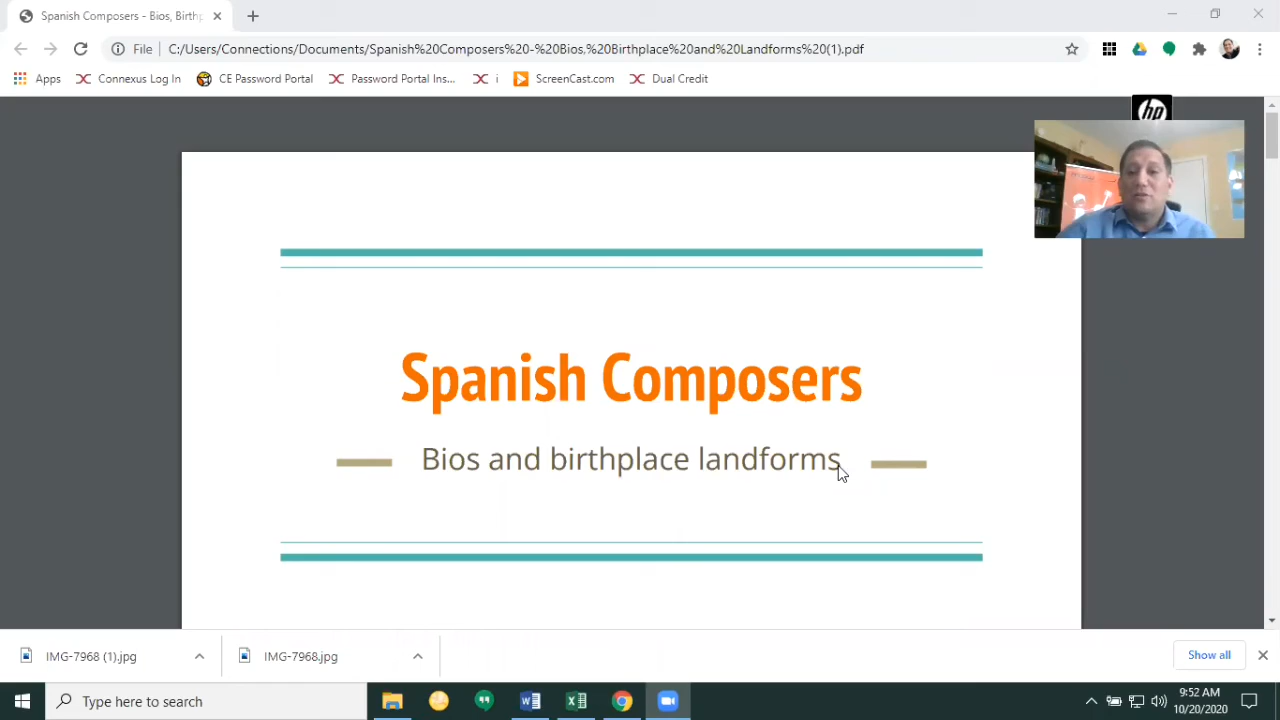 Spanish Composers - Bios, Birthp
File
C:/Users/Connections/Documents/Spanish%20Composers%20-%20Bios,%20Birthplace%20and%20Landforms%20(1).pdf
Apps
Connexus Log In
CE Password Portal
Password Portal Ins...
i
ScreenCast.com
Dual Credit
hp
Spanish Composers
Bios and birthplace landforms
IMG-7968 (1).jpg
IMG-7968.jpg
Show all
Type here to search
9:52 AM
10/20/2020